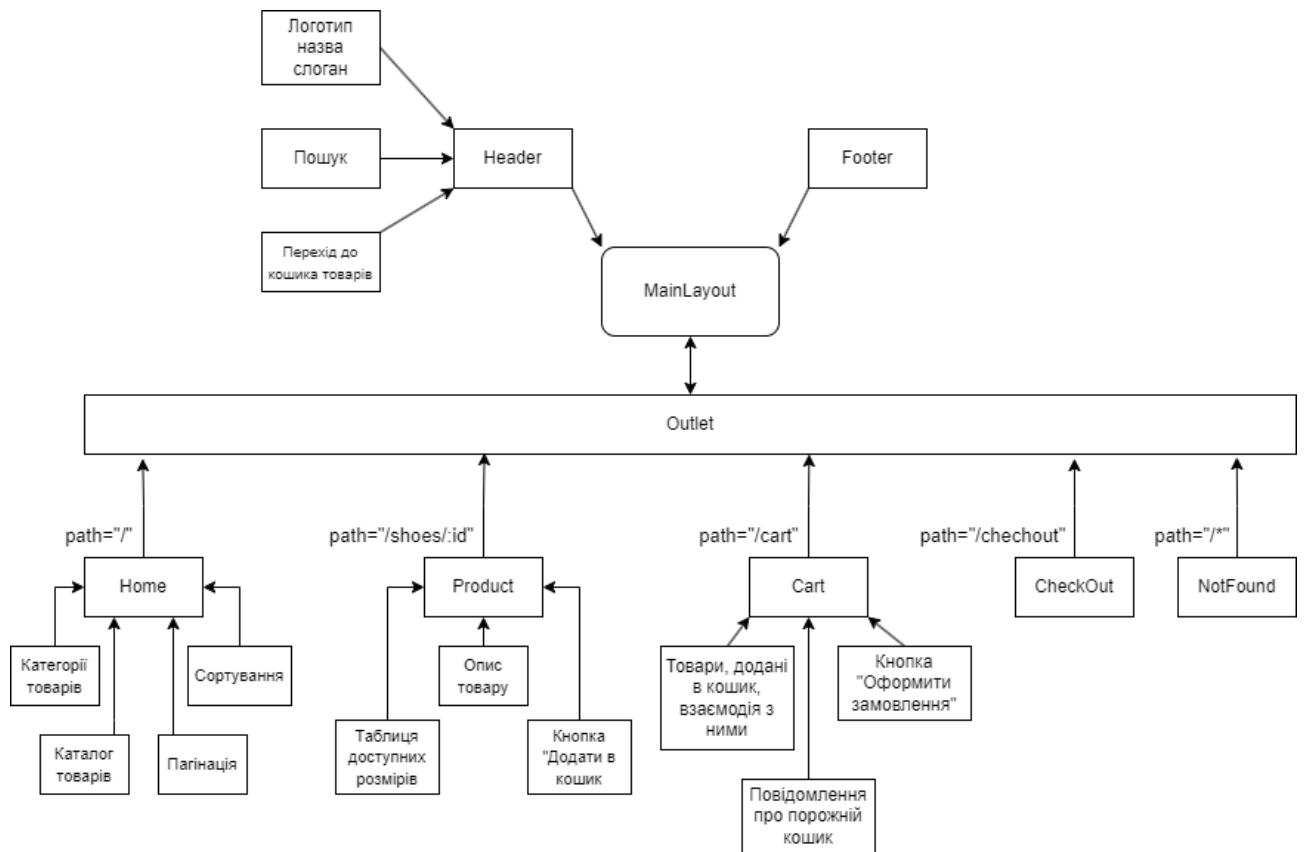 Логотип
назва
слоган
Пошук
Header
Footer
Перехід до
кошика товарів
MainLayout
Outlet
path="/"
path="/shoes/:id"
path="/cart"
path="/chechout"
path="/*"
Home
Product
Cart
CheckOut
NotFound
Категорії
товарів
Сортування
Опис
товару
Товари, додані
в кошик,
взаємодія з
ними
Кнопка
"Оформити
замовлення"
Каталог
товарів
Пагінація
Таблиця
доступних
розмірів
Кнопка
"Додати в
кошик
Повідомлення
про порожній
кошик